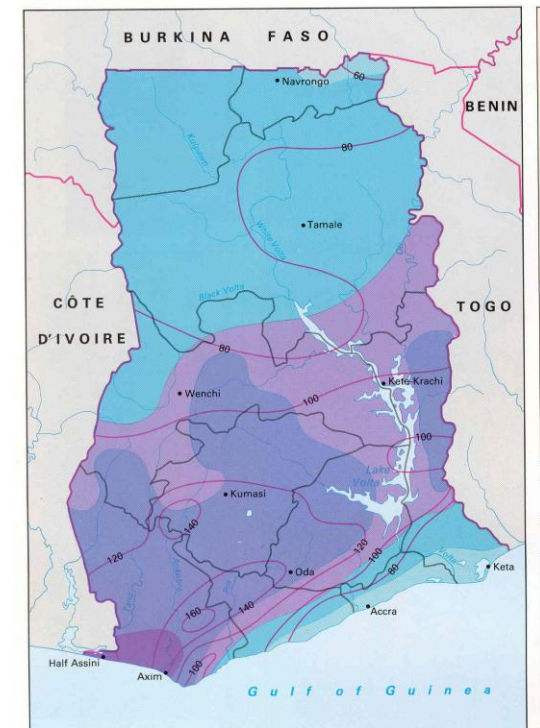 BURKINA FASO
Navrongo
60
BENIN
80
Kulpawn
White Volta
Tamale
Black Volta
CÔTE
D'IVOIRE
TOGO
80
Wenchi
100
Kete-Krachi
100
Lake
Volta
Kumasi
140
120
120
100
80
Oda
Volta
Keta
160
140
Accra
Tano
Half Assini
Axim
100
Gulf of Guinea